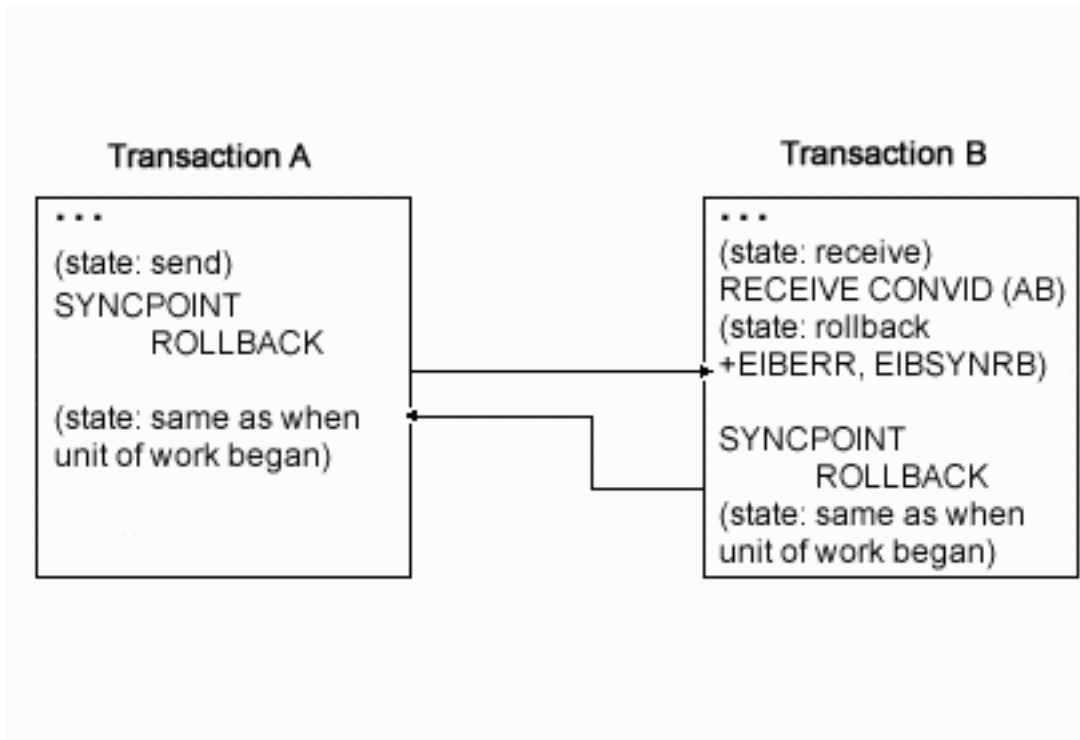 Transaction A
...
(state: send)
SYNCPOINT
ROLLBACK
(state: same as when
unit of work began)
Transaction B
...
(state: receive)
RECEIVE CONVID (AB)
(state: rollback
+EIBERR, EIBSYNRB)
SYNCPOINT
ROLLBACK
(state: same as when
unit of work began)